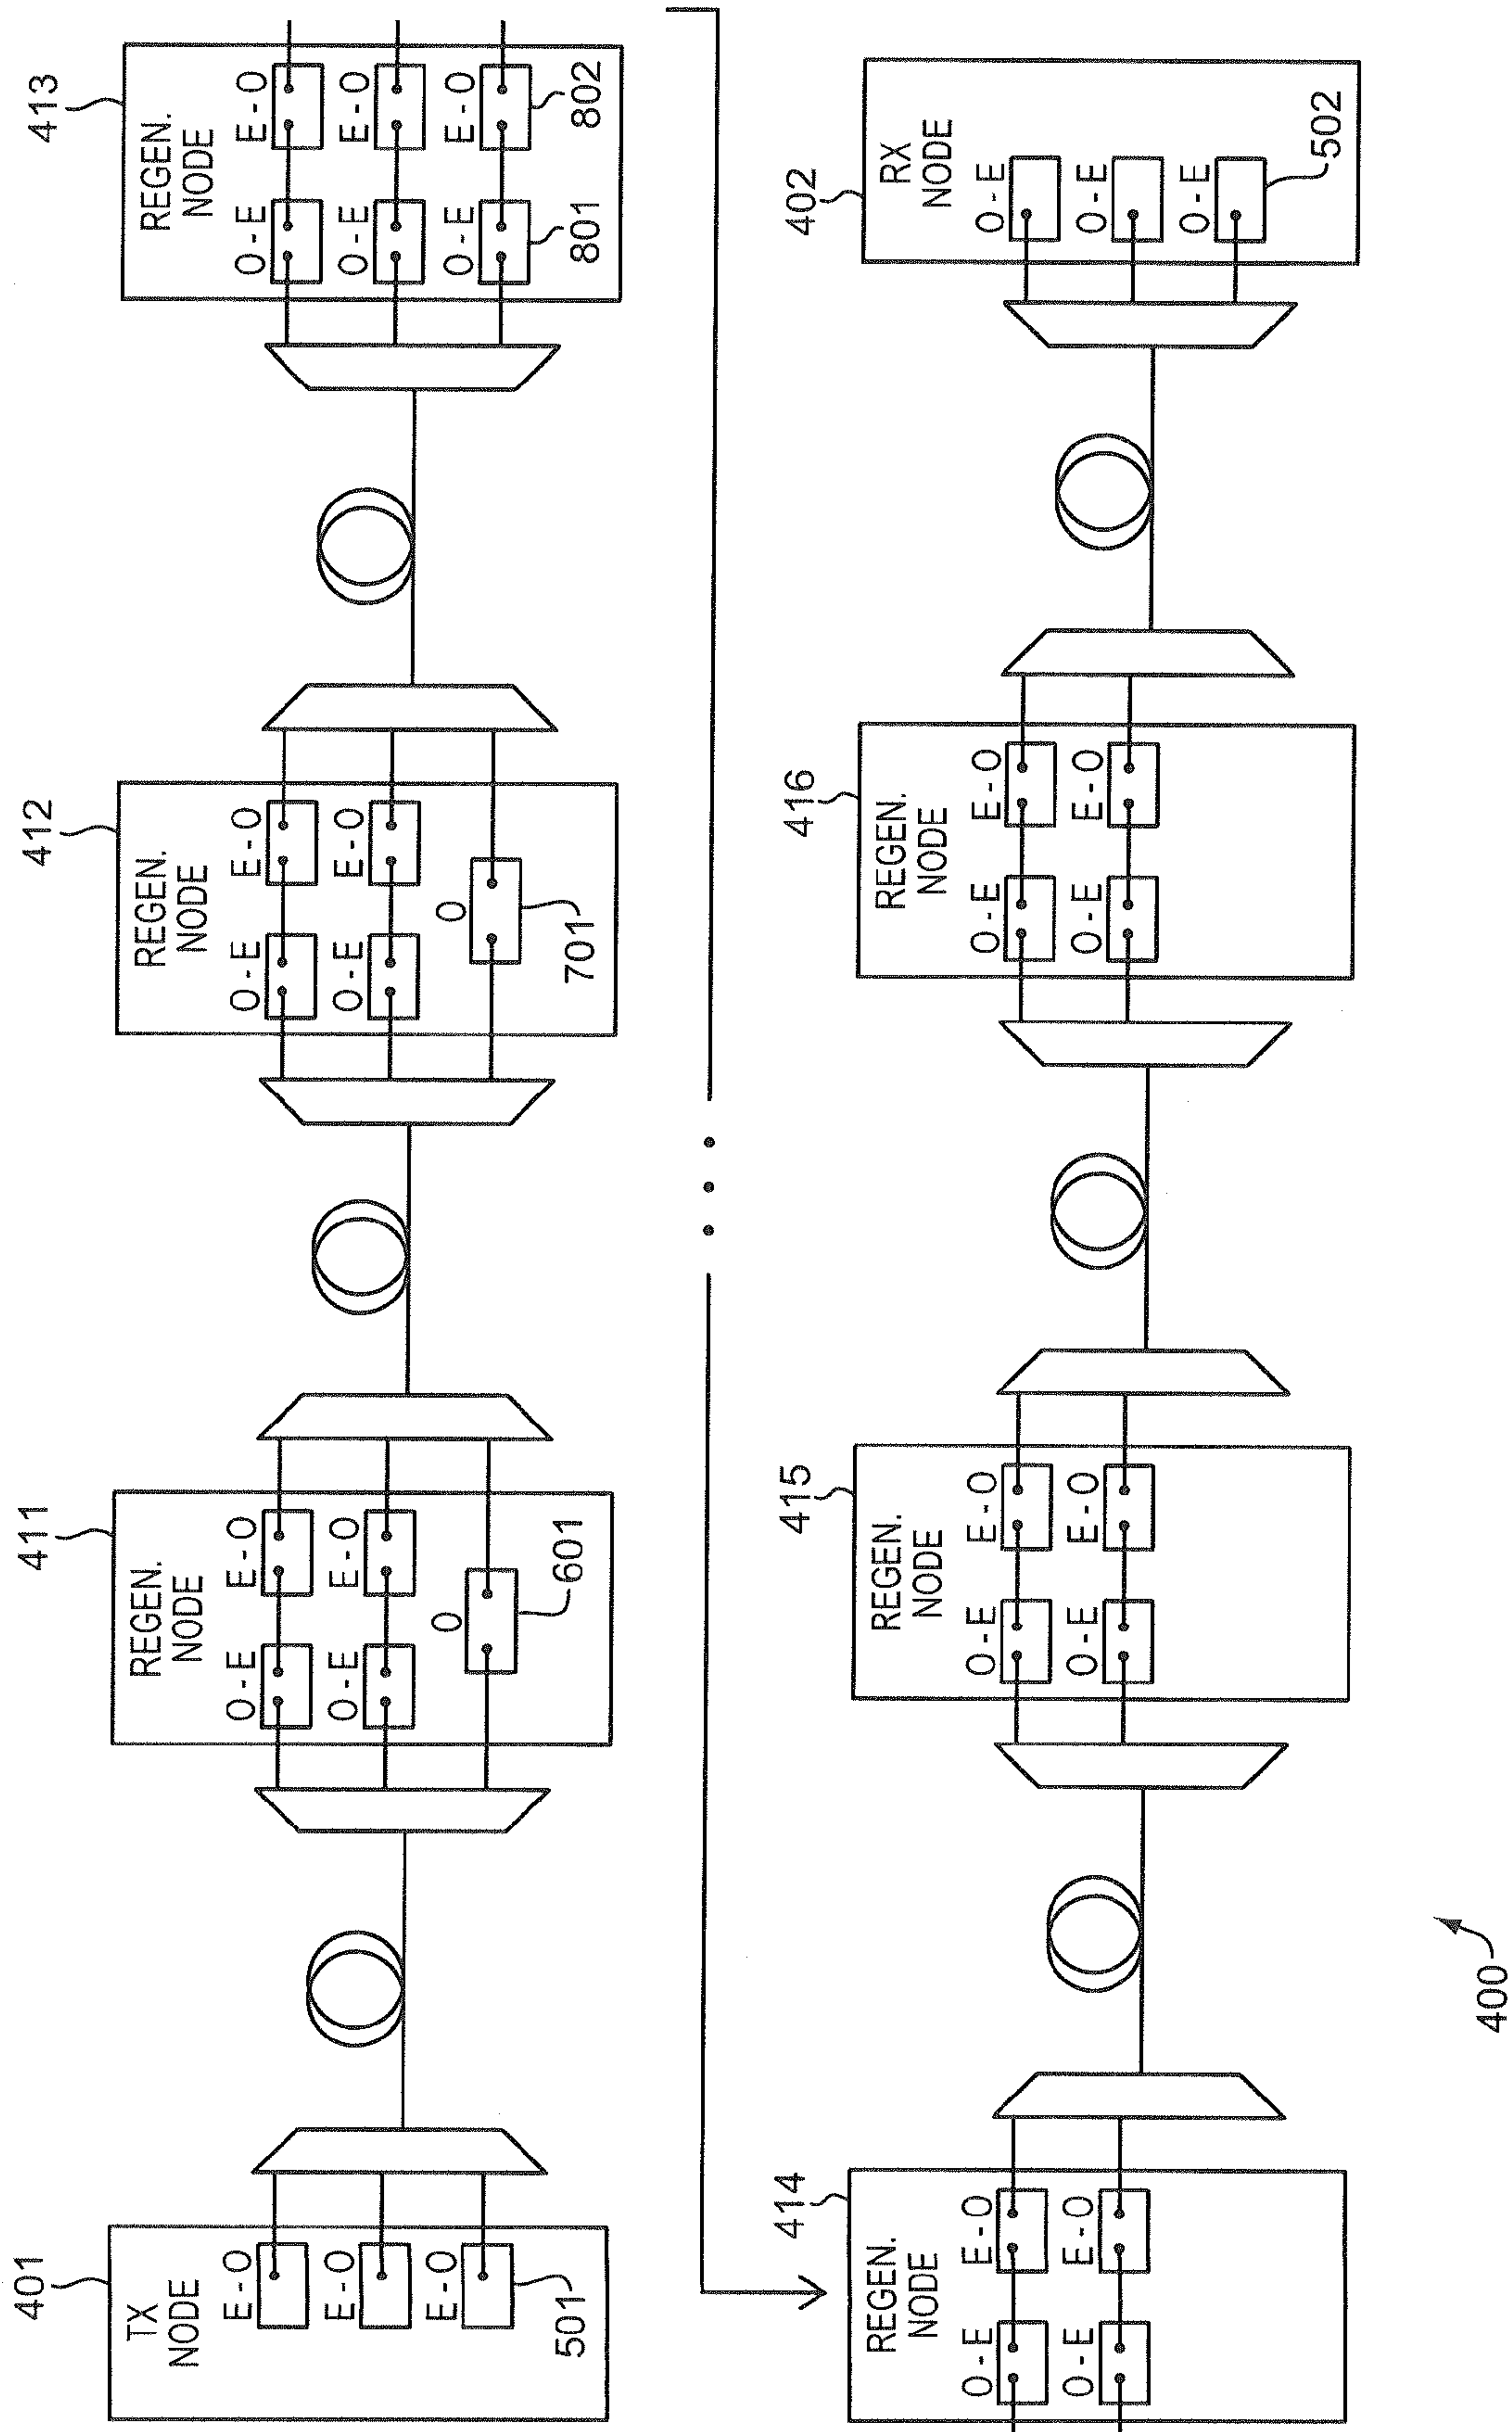 401
TX
NODE
E-O
E-O
E-O
501
411
REGEN.
NODE
O-E
E-O
O-E
E-O
O
601
412
REGEN.
NODE
O-E
E-O
O-E
E-O
O
701
413
REGEN.
NODE
O-E
E-O
O-E
E-O
O-E
E-O
801
802
414
REGEN.
NODE
O-E
E-O
O-E
E-O
415
REGEN.
NODE
O-E
E-O
O-E
E-O
416
REGEN.
NODE
O-E
E-O
O-E
E-O
402
RX
NODE
O-E
O-E
O-E
502
400